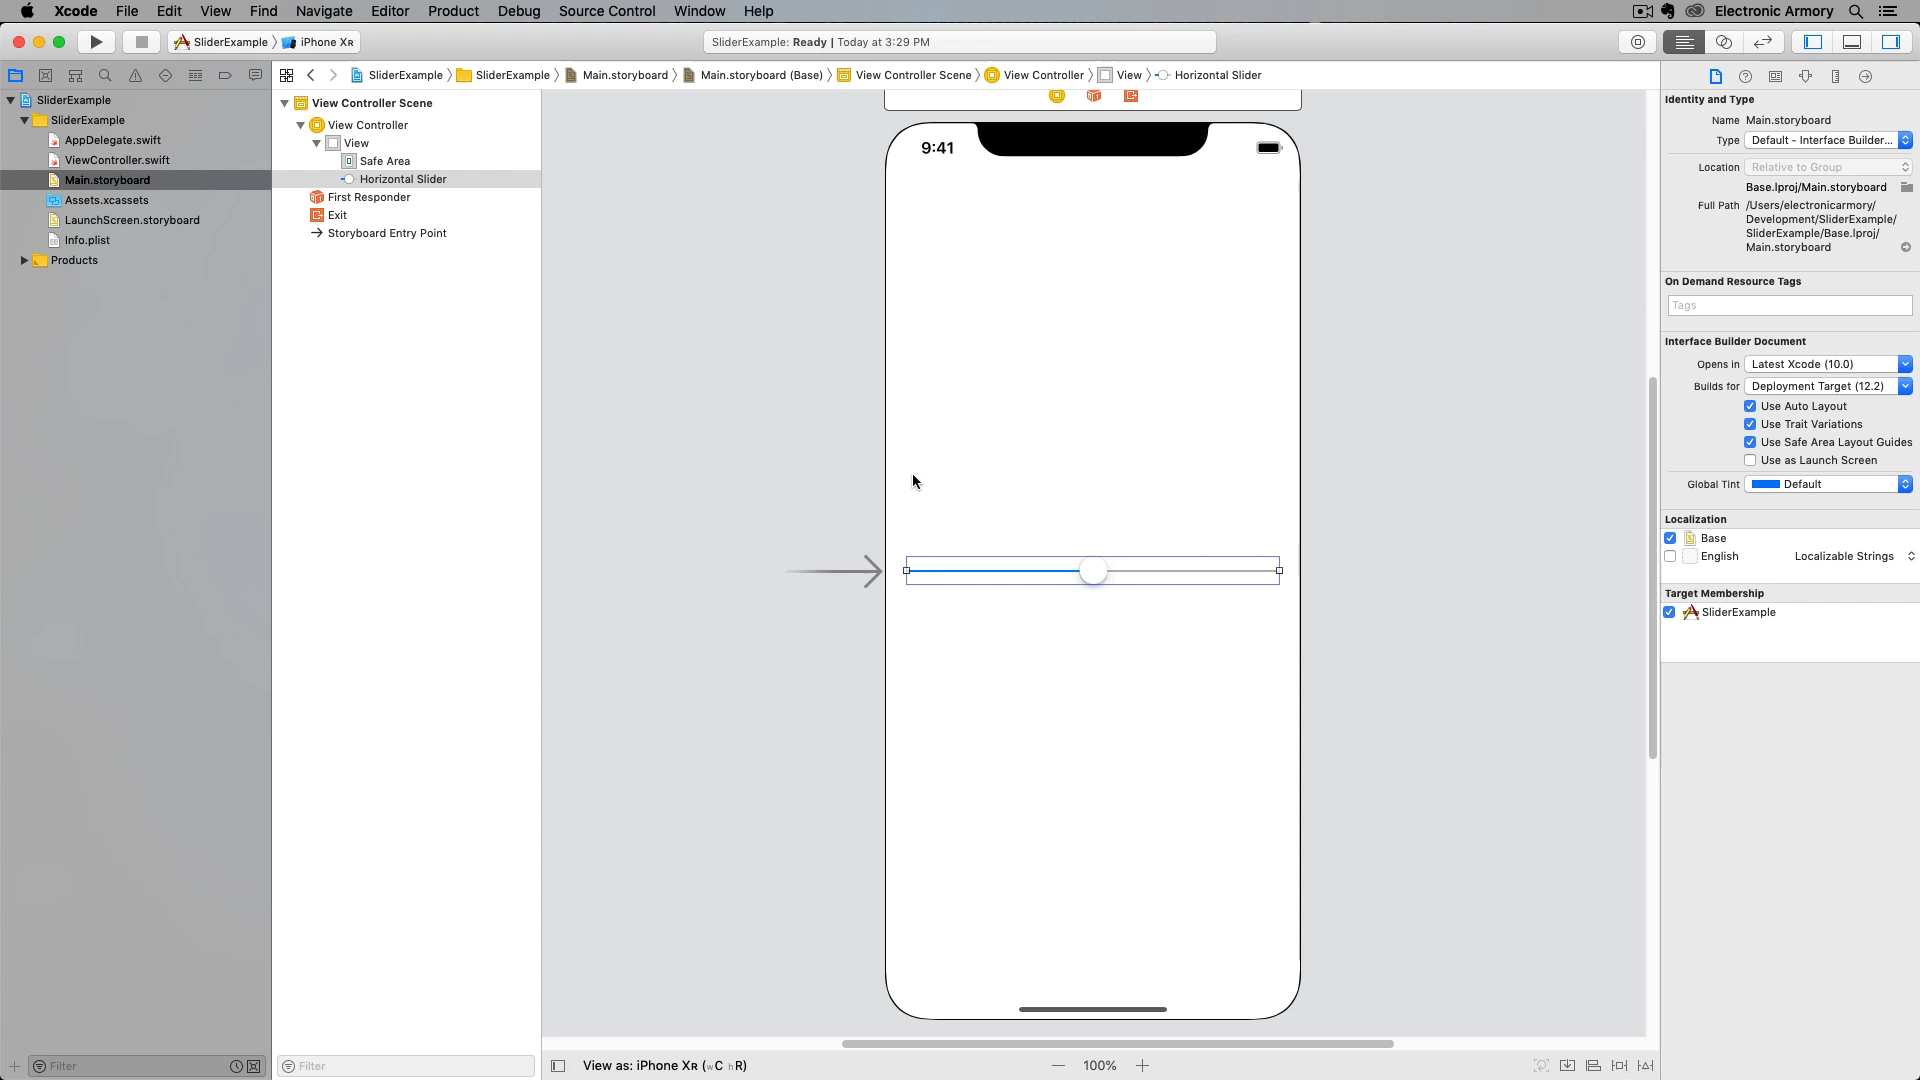 Xcode File Edit View Find Navigate Editor Product Debug Source Control Window Help
Electronic Armory
SliderExample iPhone XR
SliderExample: Ready | Today at 3:29 PM
SliderExample SliderExample Main.storyboard Main.storyboard (Base) View Controller Scene View Controller View Horizontal Slider
SliderExample
SliderExample
AppDelegate.swift
ViewController.swift
Main.storyboard
Assets.xcassets
LaunchScreen.storyboard
Info.plist
Products
Filter
View Controller Scene
View Controller
View
Safe Area
Horizontal Slider
First Responder
Exit
Storyboard Entry Point
Filter
9:41
View as: iPhone XR (wC hR)
100%
Identity and Type
Name Main.storyboard
Type Default - Interface Builder...
Location Relative to Group
Base.lproj/Main.storyboard
Full Path /Users/electronicarmory/
Development/SliderExample/
SliderExample/Base.lproj/
Main.storyboard
On Demand Resource Tags
Tags
Interface Builder Document
Opens in Latest Xcode (10.0)
Builds for Deployment Target (12.2)
Use Auto Layout
Use Trait Variations
Use Safe Area Layout Guides
Use as Launch Screen
Global Tint Default
Localization
Base
English Localizable Strings
Target Membership
SliderExample